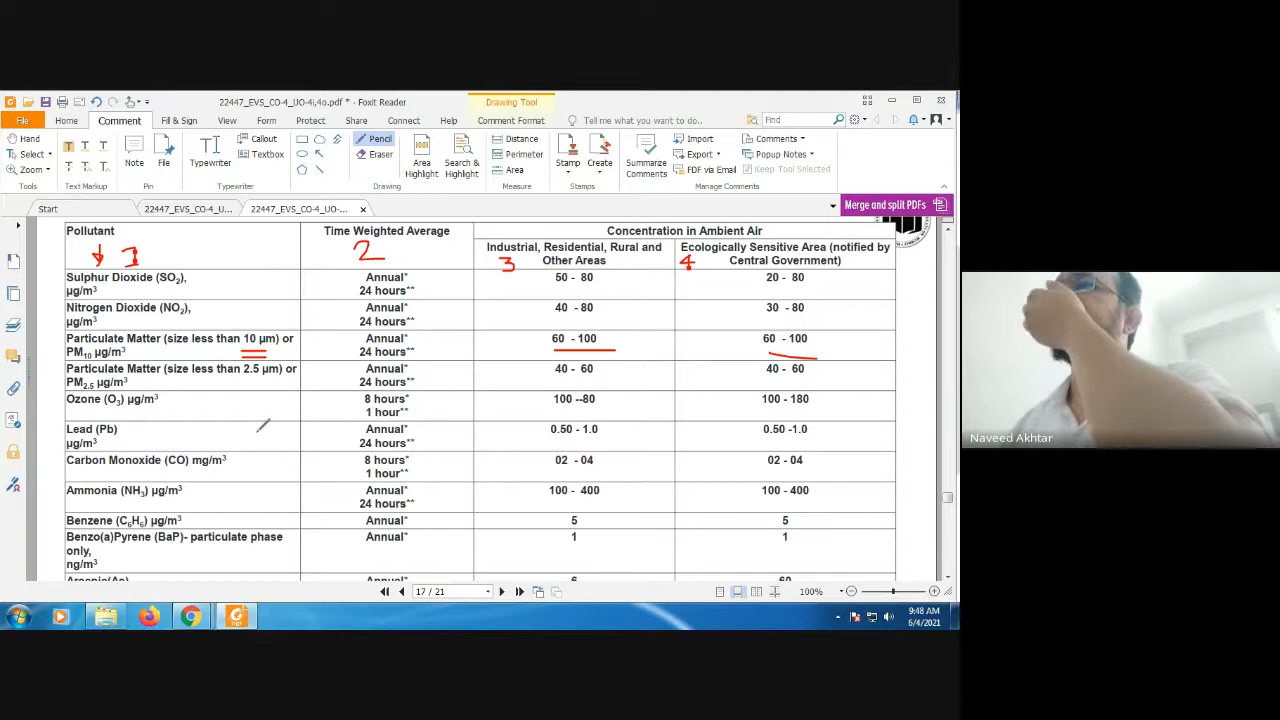 22447_EVS_CO-4_UO-4i,4o.pdf * - Foxit Reader
Drawing Tool
File Home Comment Fill & Sign View Form Protect Share Connect Help Comment Format Tell me what you want to do... Find
Hand
Select
Zoom
Tools
Text Markup
Note
File
Pin
Typewriter
Callout
Textbox
Typewriter
Pencil
Eraser
Drawing
Area Highlight
Search & Highlight
Distance
Perimeter
Area
Measure
Stamp
Create
Stamps
Summarize Comments
Import
Export
FDF via Email
Comments
Popup Notes
Keep Tool Selected
Manage Comments
Start 22447_EVS_CO-4_U... 22447_EVS_CO-4_UO-... Merge and split PDFs
Pollutant Time Weighted Average Concentration in Ambient Air
1 2 3 4
Industrial, Residential, Rural and Other Areas
Ecologically Sensitive Area (notified by Central Government)
Sulphur Dioxide (SO2), µg/m3 Annual* 24 hours** 50 - 80 20 - 80
Nitrogen Dioxide (NO2), µg/m3 Annual* 24 hours** 40 - 80 30 - 80
Particulate Matter (size less than 10 µm) or PM10 µg/m3 Annual* 24 hours** 60 - 100 60 - 100
Particulate Matter (size less than 2.5 µm) or PM2.5 µg/m3 Annual* 24 hours** 40 - 60 40 - 60
Ozone (O3) µg/m3 8 hours* 1 hour** 100 --80 100 - 180
Lead (Pb) µg/m3 Annual* 24 hours** 0.50 - 1.0 0.50 -1.0
Carbon Monoxide (CO) mg/m3 8 hours* 1 hour** 02 - 04 02 - 04
Ammonia (NH3) µg/m3 Annual* 24 hours** 100 - 400 100 - 400
Benzene (C6H6) µg/m3 Annual* 5 5
Benzo(a)Pyrene (BaP)- particulate phase only, ng/m3 Annual* 1 1
Arsenic(As) Annual* 6 60
17 / 21 100%
9:48 AM
6/4/2021
Naveed Akhtar